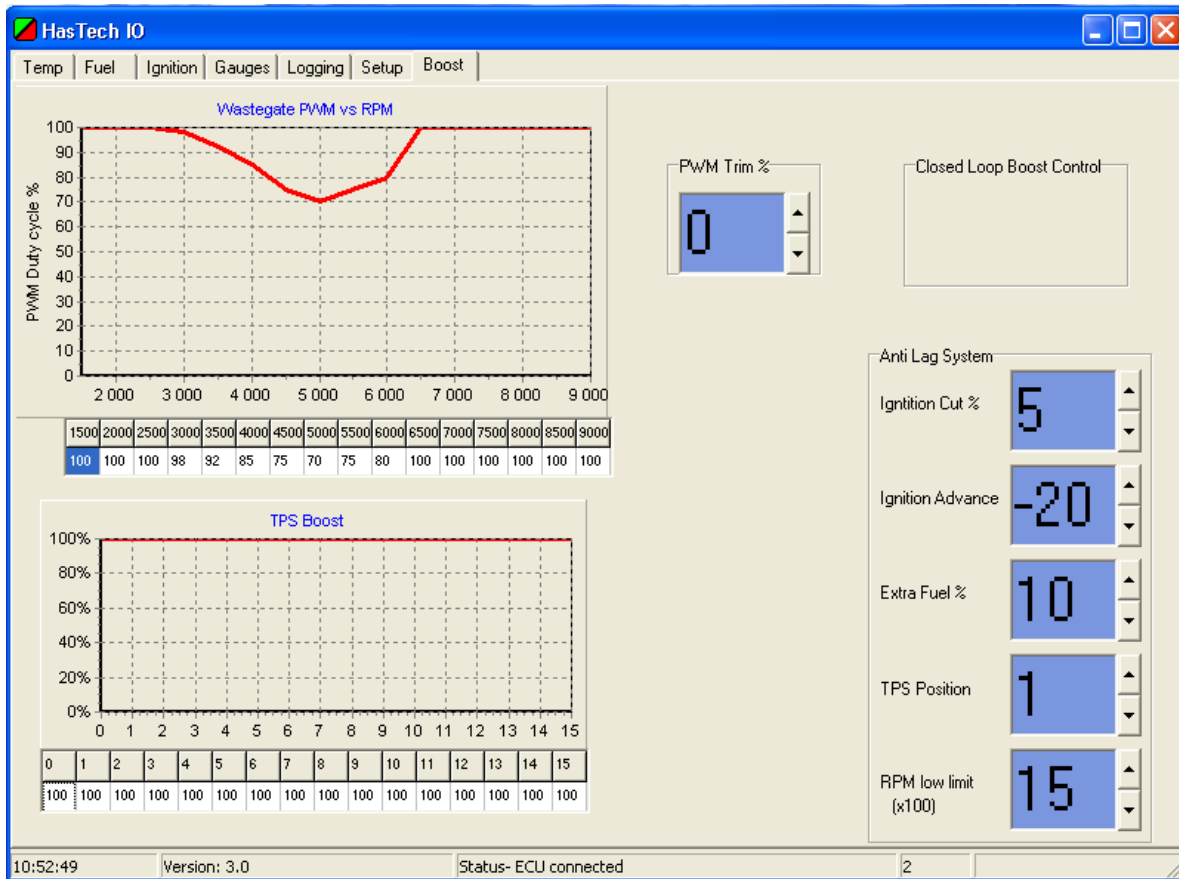 HasTech IO
Temp Fuel Ignition Gauges Logging Setup Boost
Wastegate PWM vs RPM
PWM Duty cycle %
100
90
80
70
60
50
40
30
20
10
0
2 000 3 000 4 000 5 000 6 000 7 000 8 000 9 000
1500 2000 2500 3000 3500 4000 4500 5000 5500 6000 6500 7000 7500 8000 8500 9000
100 100 100 98 92 85 75 70 75 80 100 100 100 100 100 100
PWM Trim %
0
Closed Loop Boost Control
TPS Boost
100%
80%
60%
40%
20%
0%
0 1 2 3 4 5 6 7 8 9 10 11 12 13 14 15
0 1 2 3 4 5 6 7 8 9 10 11 12 13 14 15
100 100 100 100 100 100 100 100 100 100 100 100 100 100 100 100
Anti Lag System
Igntition Cut %
5
Ignition Advance
-20
Extra Fuel %
10
TPS Position
1
RPM low limit
(x100)
15
10:52:49 Version: 3.0 Status- ECU connected 2